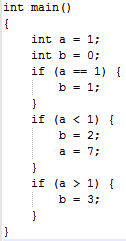 int main()
{
    int a = 1;
    int b = 0;
    if (a == 1) {
        b = 1;
    }
    if (a < 1) {
        b = 2;
        a = 7;
    }
    if (a > 1) {
        b = 3;
    }
}